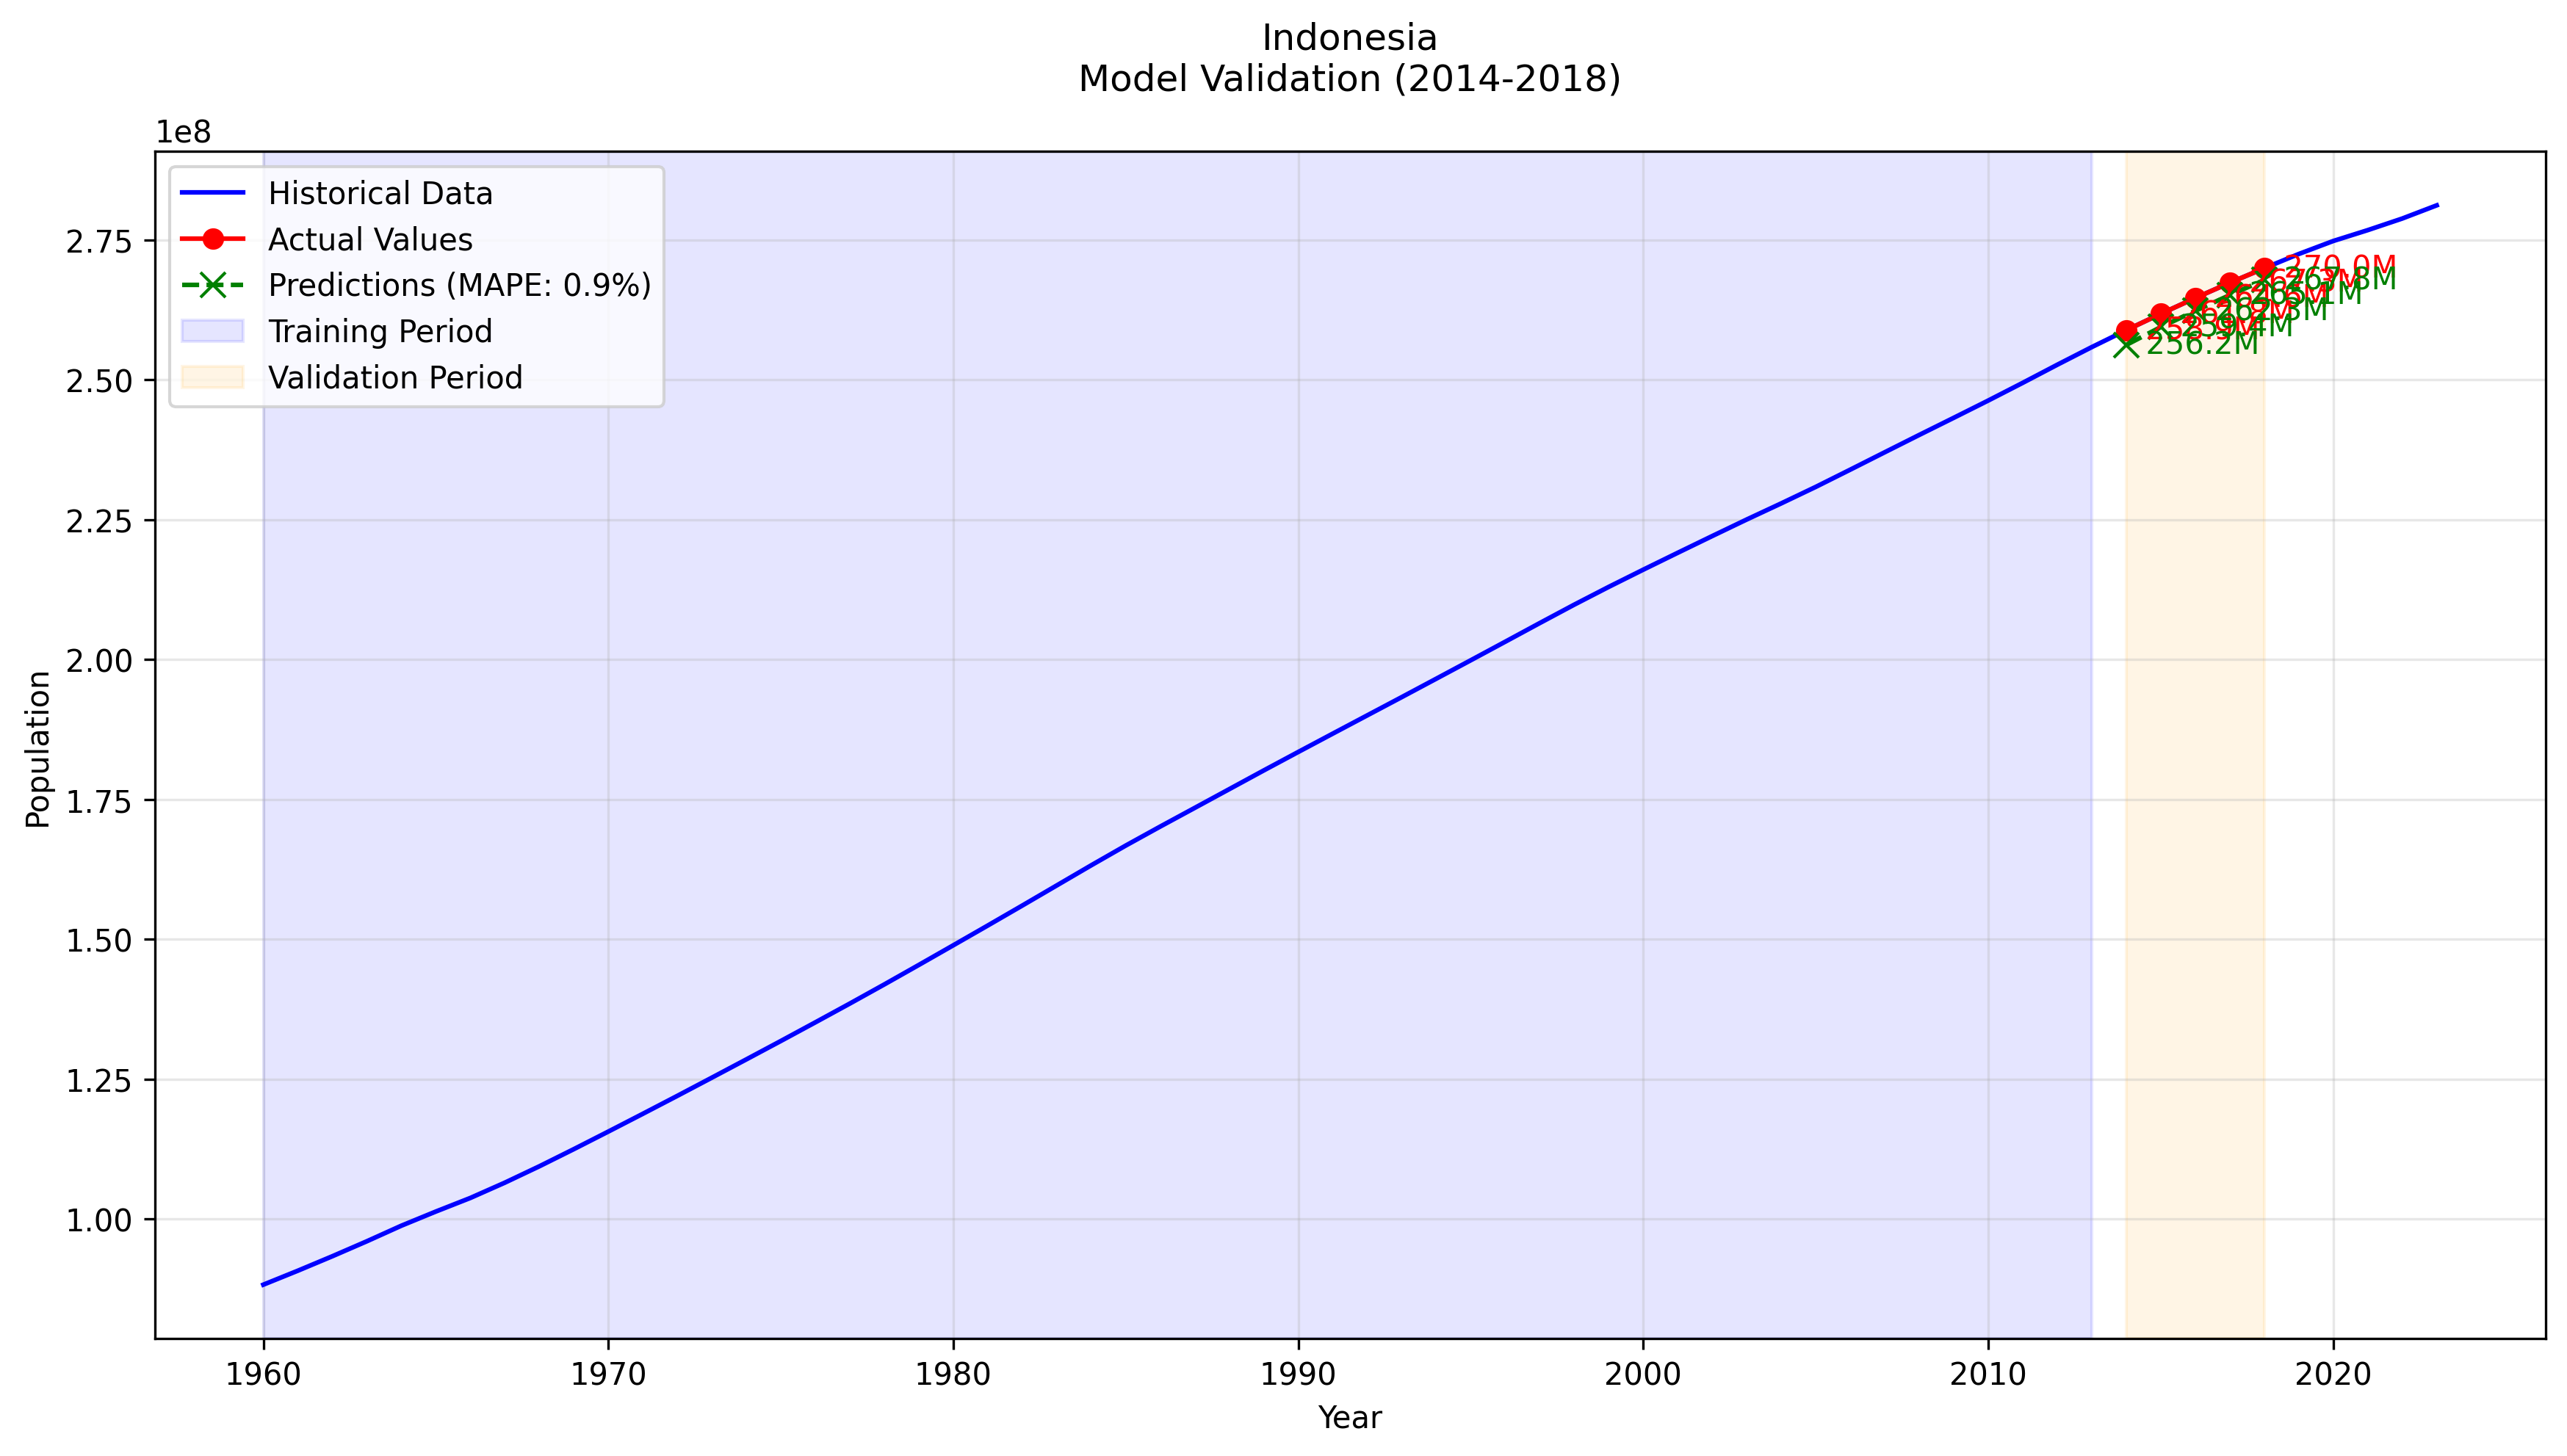 Indonesia
Model Validation (2014-2018)
1e8
Historical Data
Actual Values
Predictions (MAPE: 0.9%)
Training Period
Validation Period
2.75
2.50
2.25
2.00
1.75
1.50
1.25
1.00
Population
270.0M
267.8M
256.2M
1960
1970
1980
1990
2000
2010
2020
Year